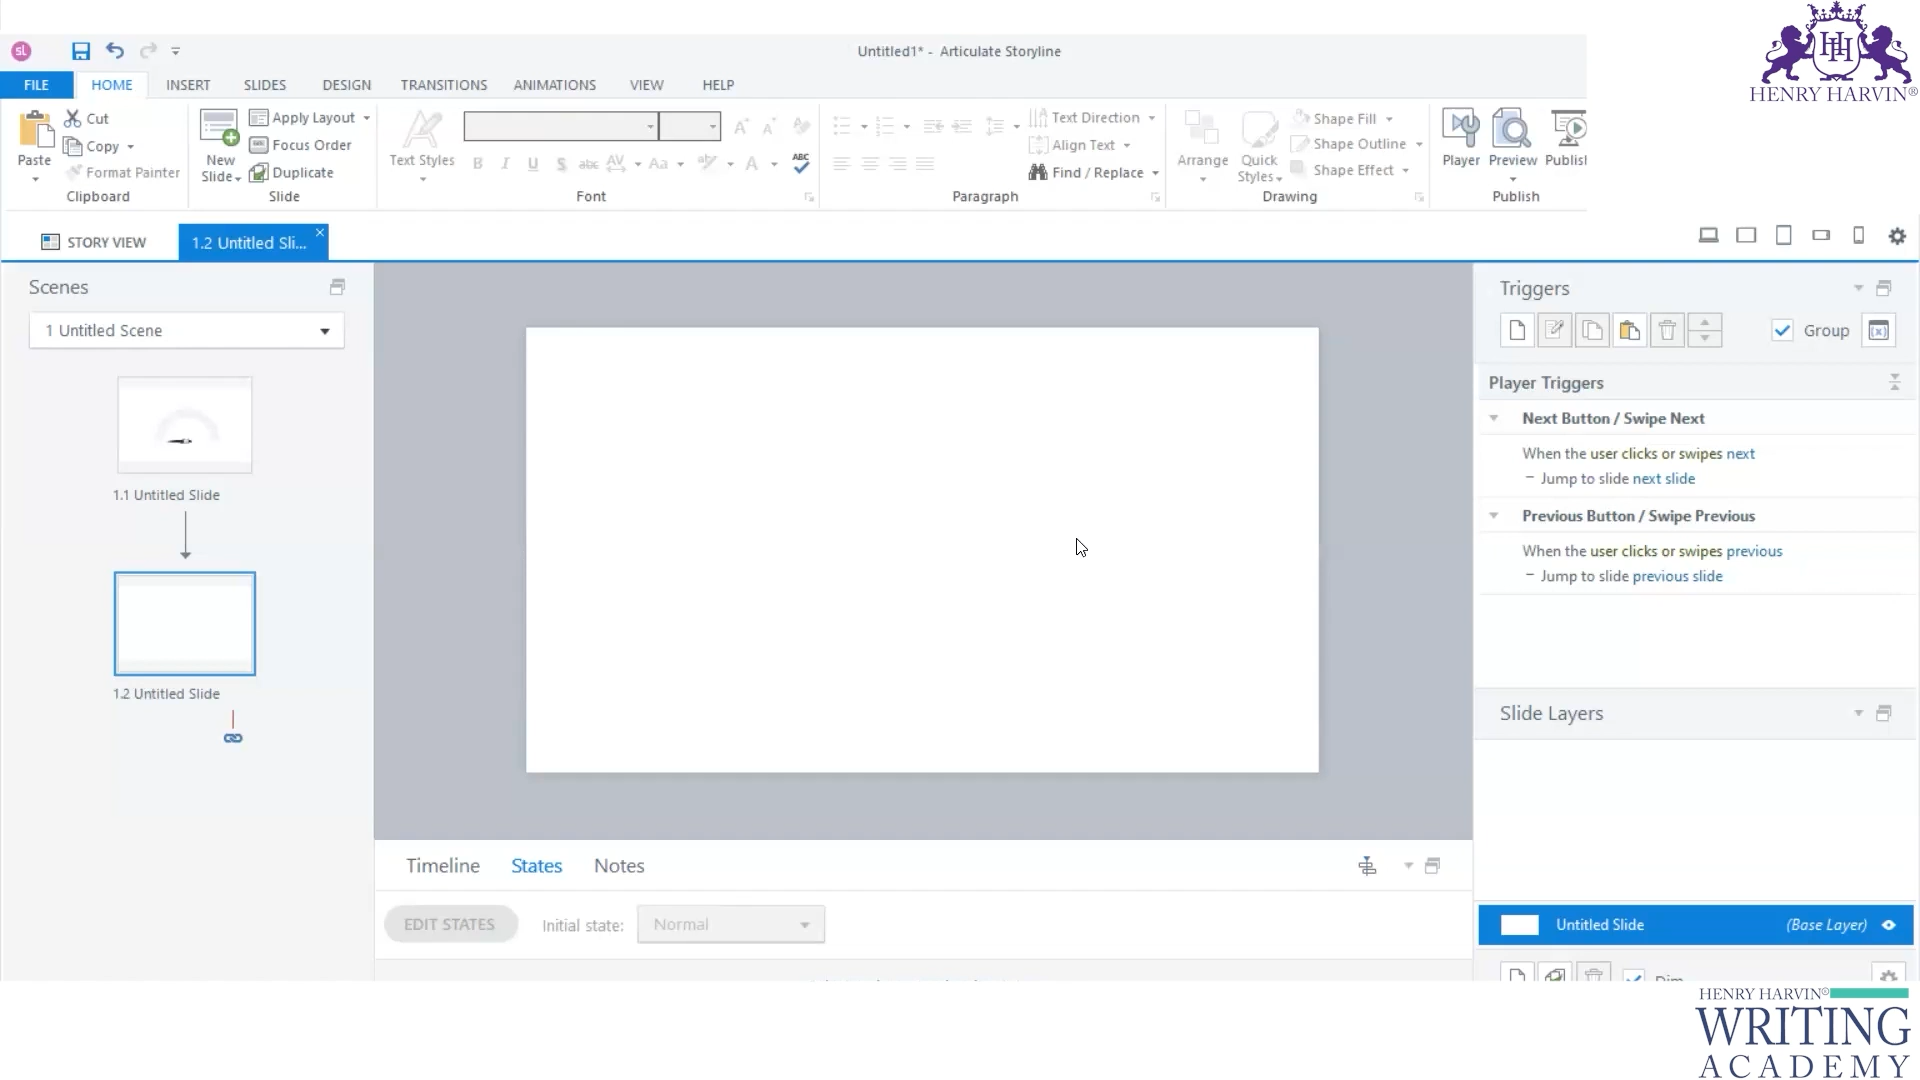 HENRY HARVIN®
sl
Untitled1* - Articulate Storyline
FILE HOME INSERT SLIDES DESIGN TRANSITIONS ANIMATIONS VIEW HELP
Paste
Cut
Copy
Format Painter
Clipboard
New Slide
Apply Layout
Focus Order
Duplicate
Slide
Text Styles
B I U S abc AV Aa A ABC
Font
Text Direction
Align Text
Find / Replace
Paragraph
Arrange
Quick Styles
Shape Fill
Shape Outline
Shape Effect
Drawing
Player
Preview
Publish
Publish
STORY VIEW
1.2 Untitled Sli...
Scenes
1 Untitled Scene
1.1 Untitled Slide
1.2 Untitled Slide
Triggers
Group
Player Triggers
Next Button / Swipe Next
When the user clicks or swipes next
– Jump to slide next slide
Previous Button / Swipe Previous
When the user clicks or swipes previous
– Jump to slide previous slide
Slide Layers
Untitled Slide (Base Layer)
Dim
Timeline States Notes
EDIT STATES Initial state: Normal
HENRY HARVIN®
WRITING
ACADEMY